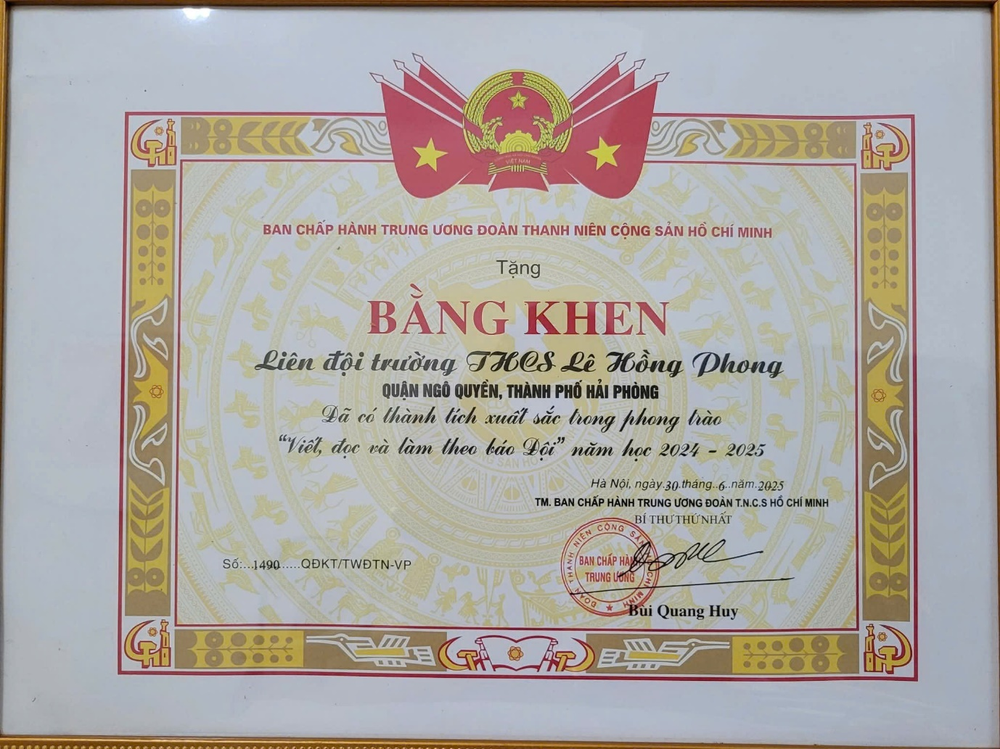 VIỆT NAM
BAN CHẤP HÀNH TRUNG ƯƠNG ĐOÀN THANH NIÊN CỘNG SẢN HỒ CHÍ MINH
Tặng
BẰNG KHEN
Liên đội trường THCS Lê Hồng Phong
QUẬN NGÔ QUYỀN, THÀNH PHỐ HẢI PHÒNG
Đã có thành tích xuất sắc trong phong trào
“Viết, đọc và làm theo báo Đội” năm học 2024 - 2025
Hà Nội, ngày.30.tháng..6..năm.2025
TM. BAN CHẤP HÀNH TRUNG ƯƠNG ĐOÀN T.N.C.S HỒ CHÍ MINH
BÍ THƯ THỨ NHẤT
Số:...1490.....QĐKT/TWĐTN-VP
ĐOÀN THANH NIÊN CỘNG SẢN CHÍ MINH
BAN CHẤP HÀNH
TRUNG ƯƠNG
Bùi Quang Huy